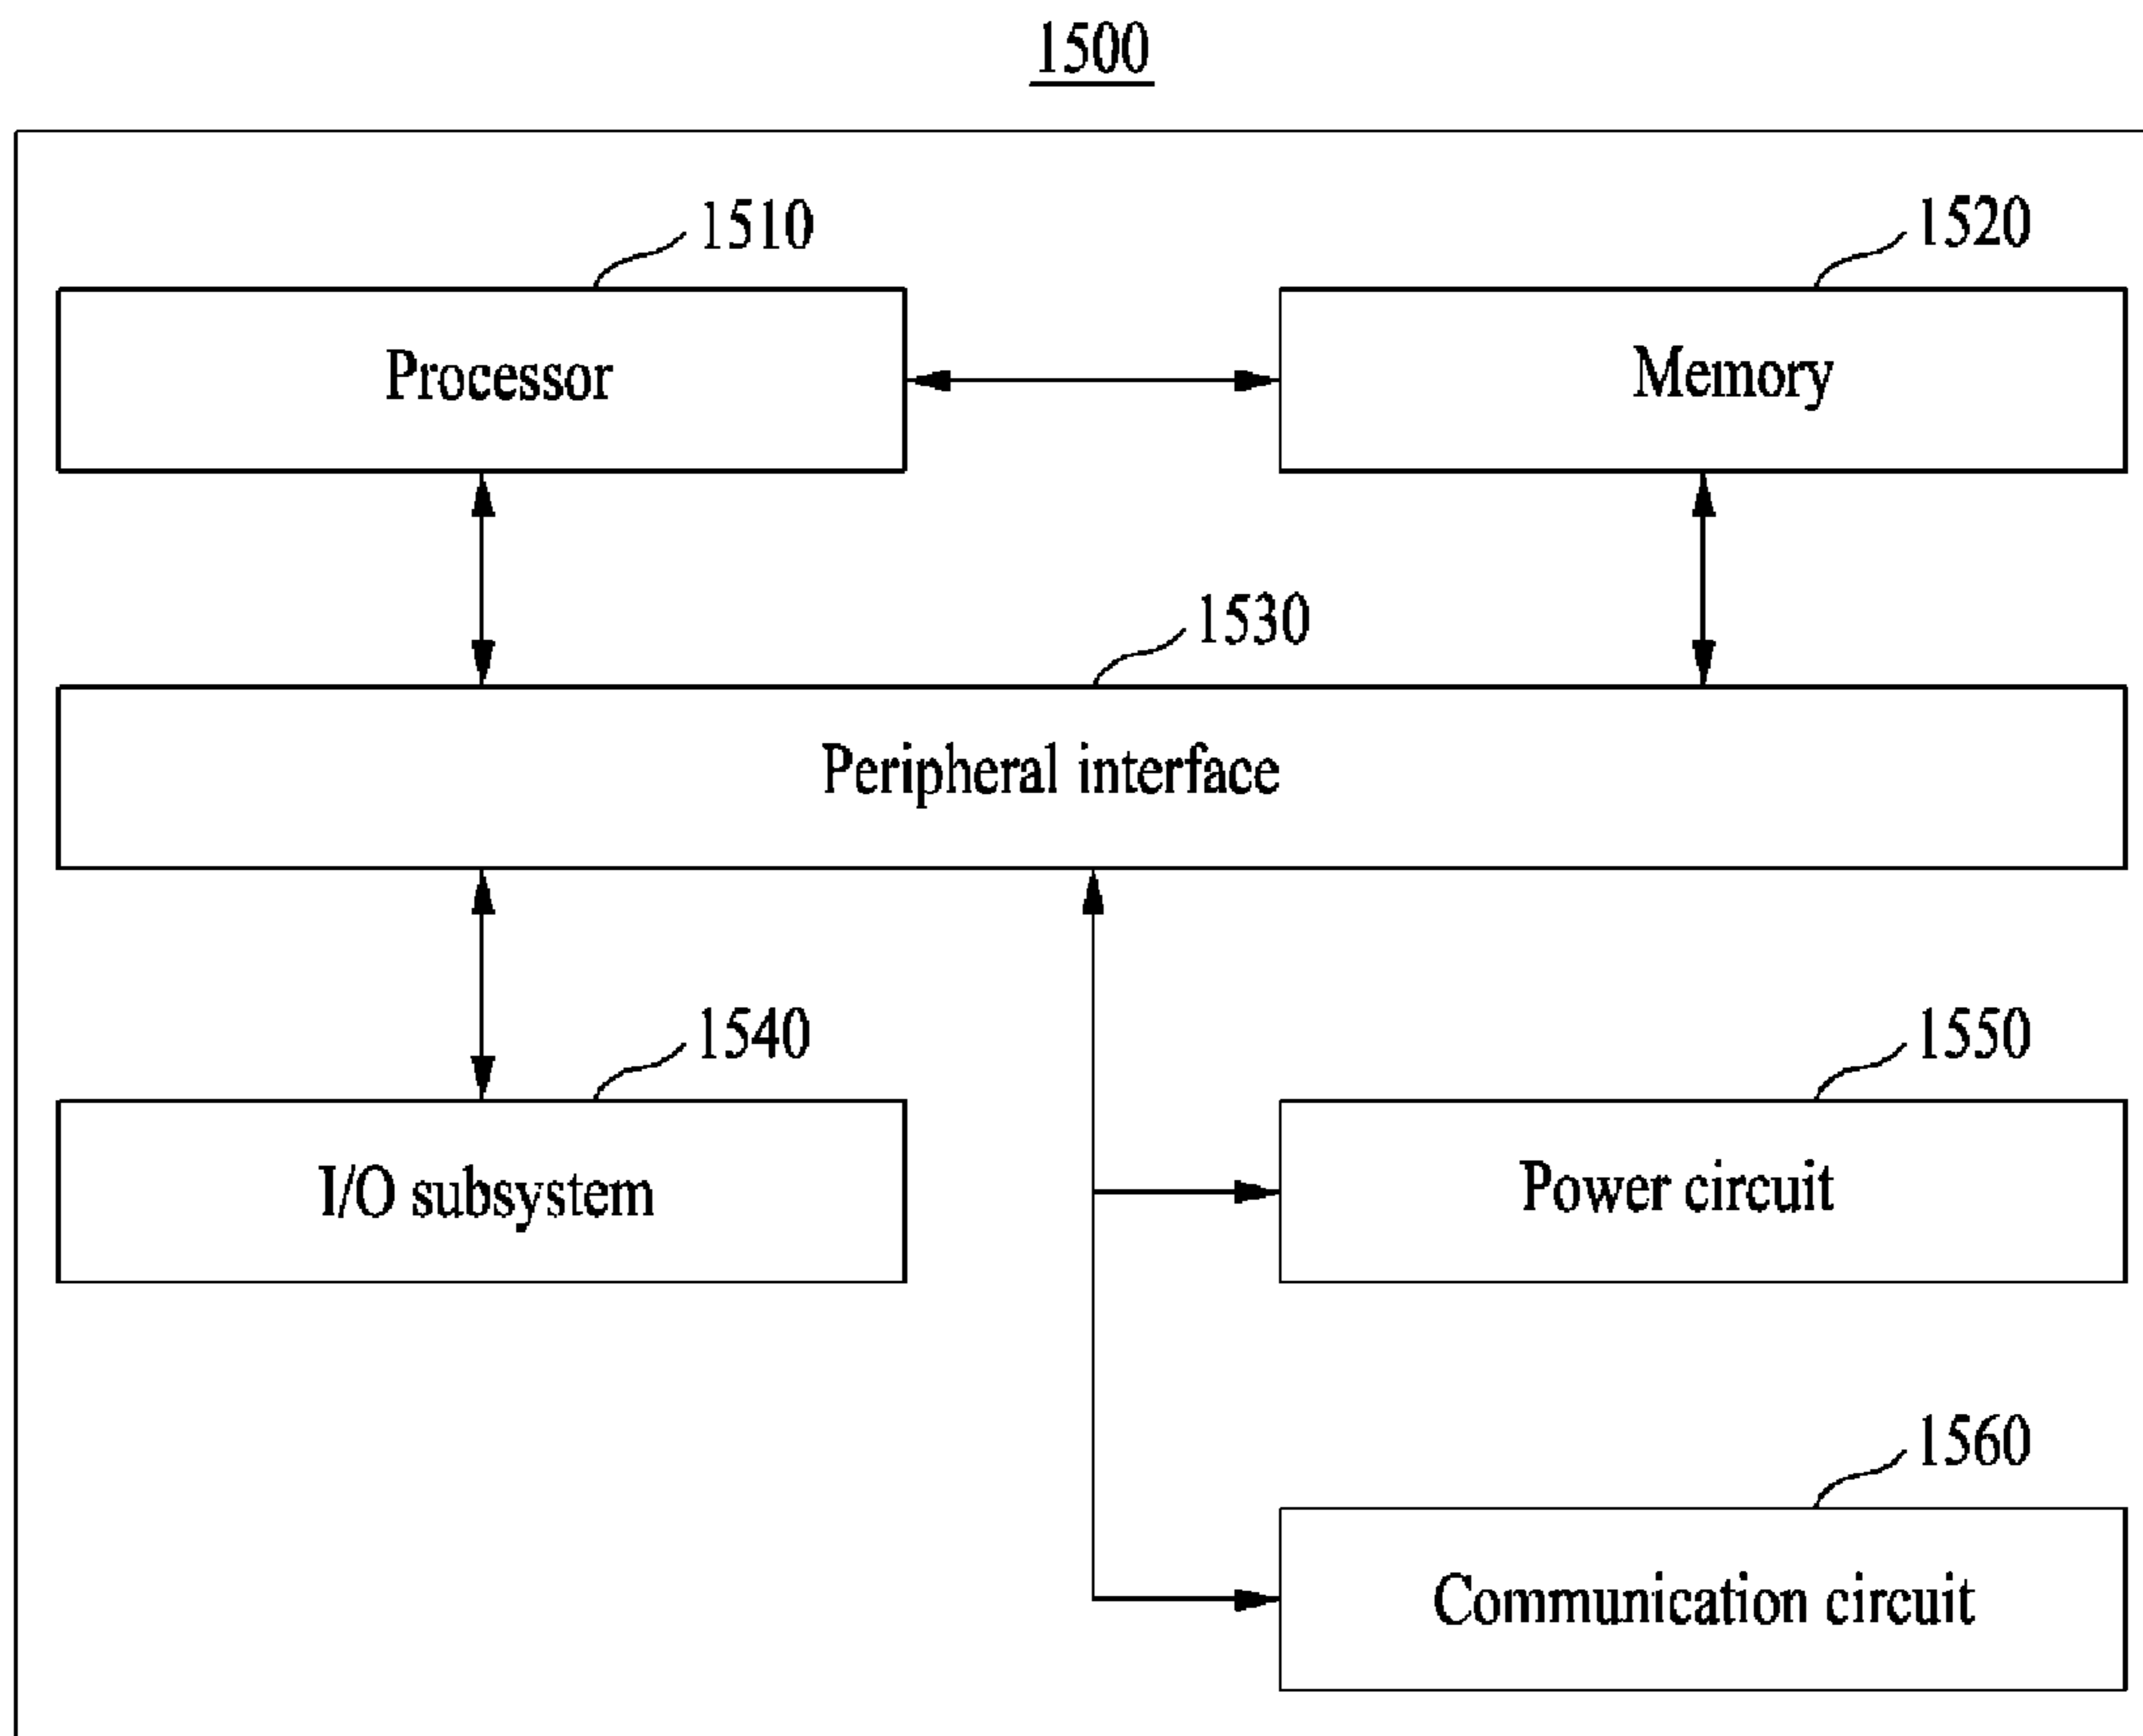 1500
1510
1520
Processor
Memory
1530
Peripheral interface
1540
1550
I/O subsystem
Power circuit
1560
Communication circuit